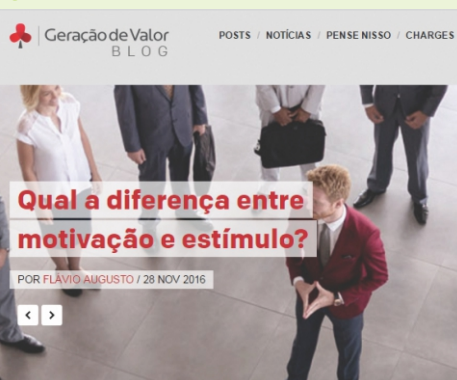 Geração de Valor
BLOG
POSTS / NOTÍCIAS / PENSE NISSO / CHARGES
Qual a diferença entre
motivação e estímulo?
POR FLÁVIO AUGUSTO / 28 NOV 2016